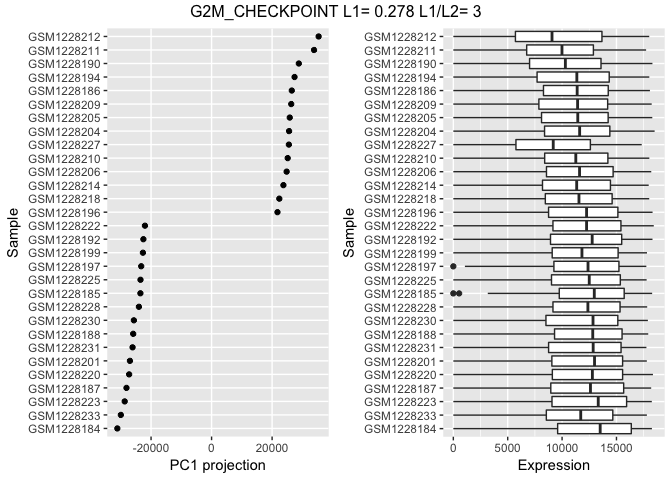 G2M_CHECKPOINT L1= 0.278 L1/L2= 3
Sample
GSM1228212
GSM1228211
GSM1228190
GSM1228194
GSM1228186
GSM1228209
GSM1228205
GSM1228204
GSM1228227
GSM1228210
GSM1228206
GSM1228214
GSM1228218
GSM1228196
GSM1228222
GSM1228192
GSM1228199
GSM1228197
GSM1228225
GSM1228185
GSM1228228
GSM1228230
GSM1228188
GSM1228231
GSM1228201
GSM1228220
GSM1228187
GSM1228223
GSM1228233
GSM1228184
-20000 0 20000
PC1 projection
Sample
GSM1228212
GSM1228211
GSM1228190
GSM1228194
GSM1228186
GSM1228209
GSM1228205
GSM1228204
GSM1228227
GSM1228210
GSM1228206
GSM1228214
GSM1228218
GSM1228196
GSM1228222
GSM1228192
GSM1228199
GSM1228197
GSM1228225
GSM1228185
GSM1228228
GSM1228230
GSM1228188
GSM1228231
GSM1228201
GSM1228220
GSM1228187
GSM1228223
GSM1228233
GSM1228184
0 5000 10000 15000
Expression